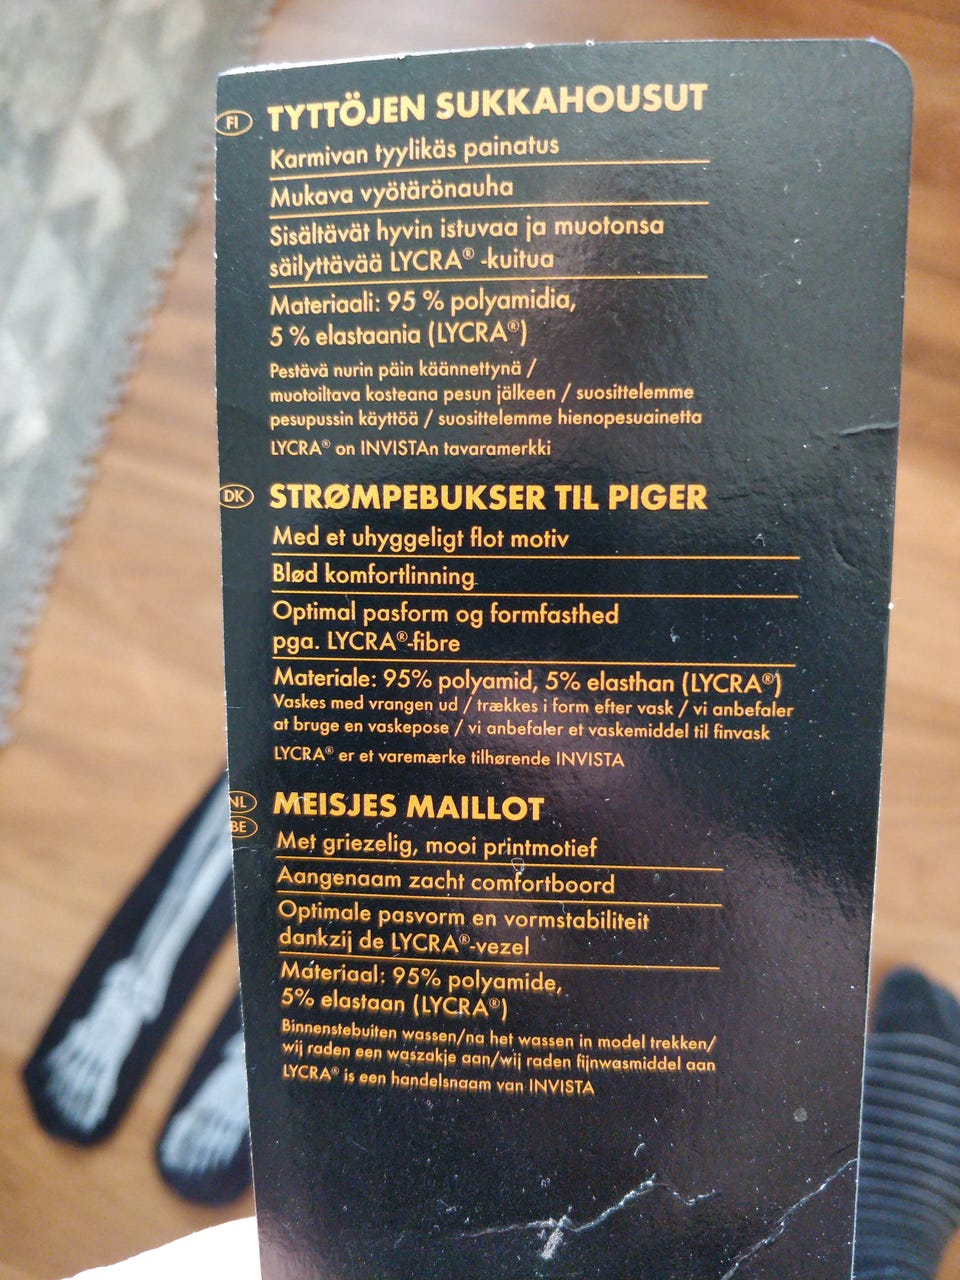 FI TYTTÖJEN SUKKAHOUSUT
Karmivan tyylikäs painatus
Mukava vyötärönauha
Sisältävät hyvin istuvaa ja muotonsa
säilyttävää LYCRA® -kuitua
Materiaali: 95 % polyamidia,
5 % elastaania (LYCRA®)
Pestävä nurin päin käännettynä /
muotoiltava kosteana pesun jälkeen / suosittelemme
pesupussin käyttöä / suosittelemme hienopesuainetta
LYCRA® on INVISTAn tavaramerkki
DK STRØMPEBUKSER TIL PIGER
Med et uhyggeligt flot motiv
Blød komfortlinning
Optimal pasform og formfasthed
pga. LYCRA®-fibre
Materiale: 95% polyamid, 5% elasthan (LYCRA®)
Vaskes med vrangen ud / trækkes i form efter vask / vi anbefaler
at bruge en vaskepose / vi anbefaler et vaskemiddel til finvask
LYCRA® er et varemærke tilhørende INVISTA
NL MEISJES MAILLOT
BE
Met griezelig, mooi printmotief
Aangenaam zacht comfortboord
Optimale pasvorm en vormstabiliteit
dankzij de LYCRA®-vezel
Materiaal: 95% polyamide,
5% elastaan (LYCRA®)
Binnenstebuiten wassen/na het wassen in model trekken/
wij raden een waszakje aan/wij raden fijnwasmiddel aan
LYCRA® is een handelsnaam van INVISTA